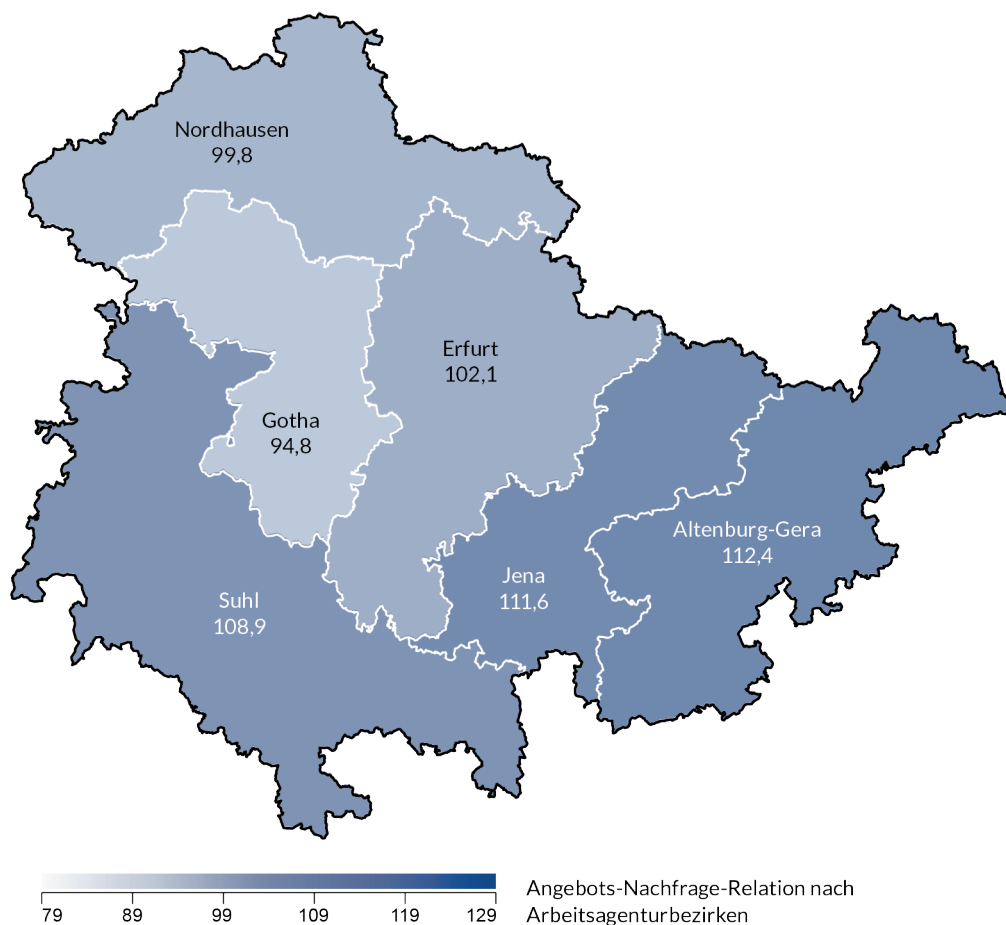 Nordhausen
99,8
Erfurt
102,1
Gotha
94,8
Altenburg-Gera
112,4
Jena
111,6
Suhl
108,9
79 89 99 109 119 129
Angebots-Nachfrage-Relation nach
Arbeitsagenturbezirken